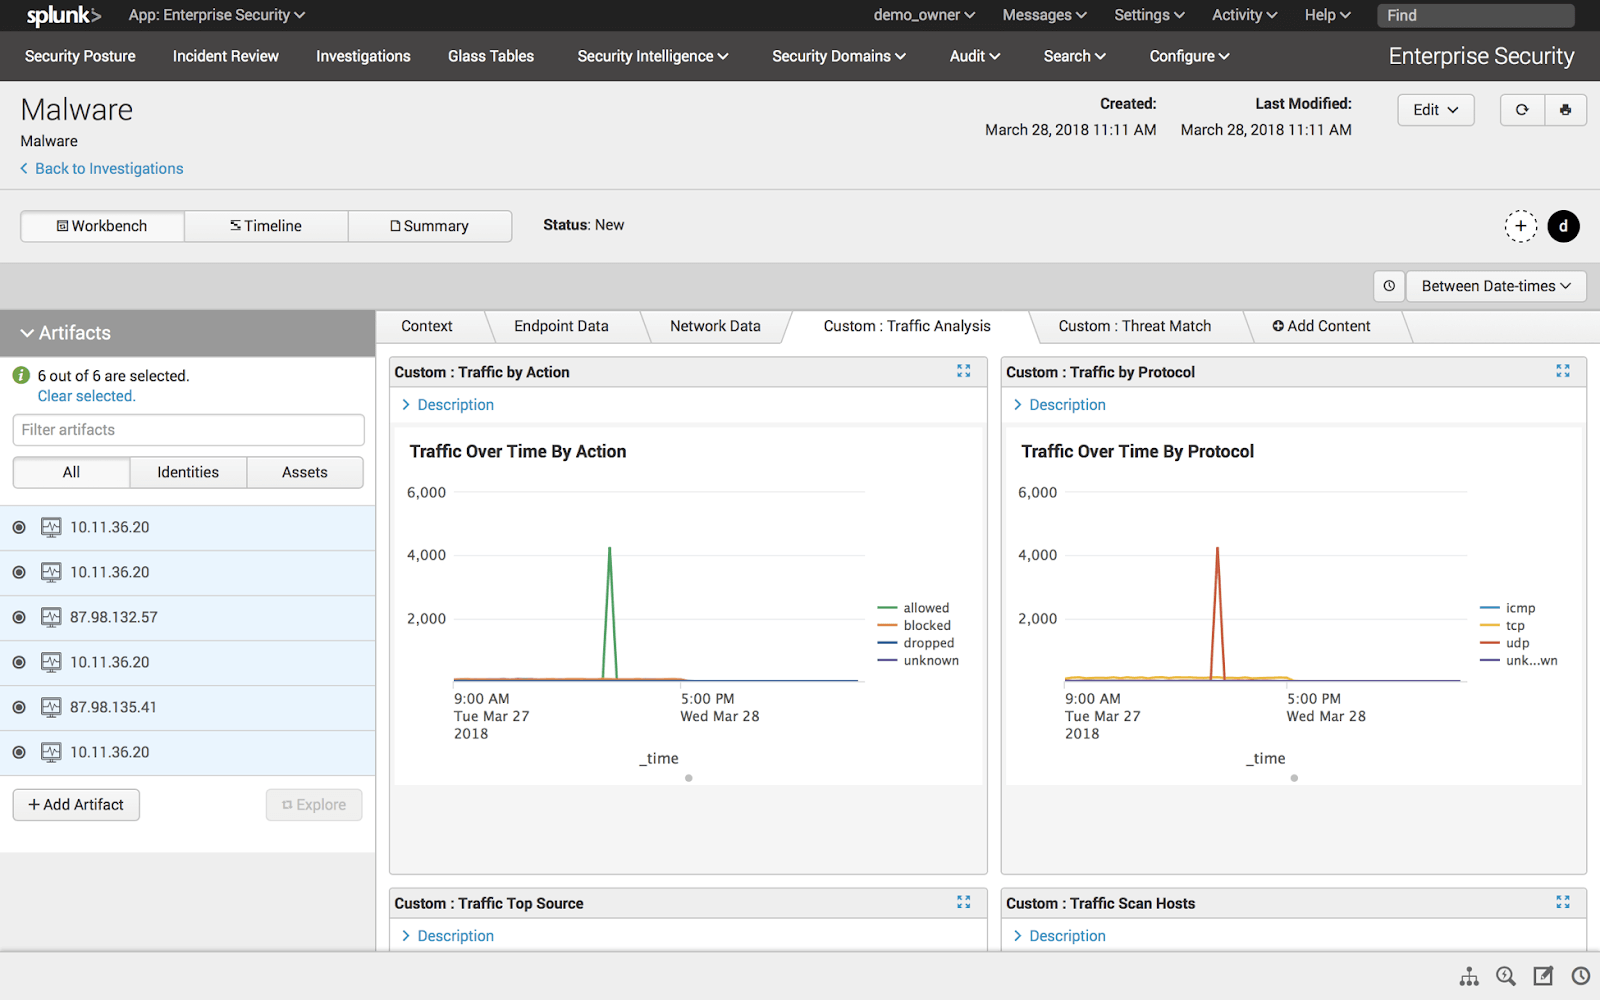 splunk> App: Enterprise Security demo_owner Messages Settings Activity Help Find
Security Posture Incident Review Investigations Glass Tables Security Intelligence Security Domains Audit Search Configure Enterprise Security
Malware
Malware
Back to Investigations
Created:
March 28, 2018 11:11 AM
Last Modified:
March 28, 2018 11:11 AM
Edit
Workbench Timeline Summary Status: New
+ d
Between Date-times
Artifacts
i 6 out of 6 are selected.
Clear selected.
Filter artifacts
All Identities Assets
10.11.36.20
10.11.36.20
87.98.132.57
10.11.36.20
87.98.135.41
10.11.36.20
+ Add Artifact Explore
Context Endpoint Data Network Data Custom : Traffic Analysis Custom : Threat Match Add Content
Custom : Traffic by Action
Description
Traffic Over Time By Action
6,000
4,000
2,000
allowed
blocked
dropped
unknown
9:00 AM
Tue Mar 27
2018
5:00 PM
Wed Mar 28
_time
Custom : Traffic by Protocol
Description
Traffic Over Time By Protocol
6,000
4,000
2,000
icmp
tcp
udp
unk...wn
9:00 AM
Tue Mar 27
2018
5:00 PM
Wed Mar 28
_time
Custom : Traffic Top Source
Description
Custom : Traffic Scan Hosts
Description